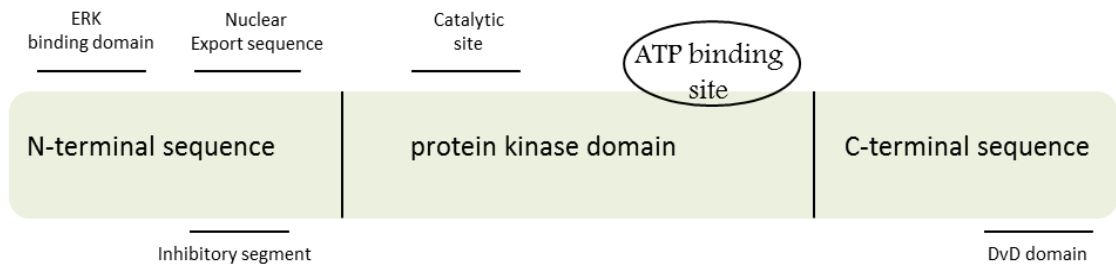 ERK
binding domain
Nuclear
Export sequence
Catalytic
site
ATP binding
site
N-terminal sequence
protein kinase domain
C-terminal sequence
Inhibitory segment
DvD domain